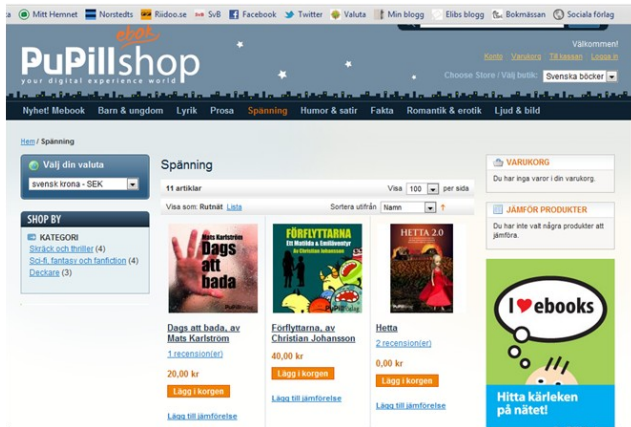 Mitt Hemnet Norstedts Riidoo.se SvB Facebook Twitter Valuta Min blogg Elibs blogg Bokmässan Sociala förlag
ebok
PuPillshop
your digital experience world
Välkommen!
Konto Varukorg Till kassan Logga in
Choose Store / Välj butik: Svenska böcker
Nyhet! Mebook Barn & ungdom Lyrik Prosa Spänning Humor & satir Fakta Romantik & erotik Ljud & bild
Hem / Spänning
Välj din valuta
svensk krona - SEK
SHOP BY
KATEGORI
Skräck och thriller (4)
Sci-fi, fantasy och fanfiction (4)
Deckare (3)
Spänning
11 artiklar
Visa 100 per sida
Visa som: Rutnät Lista
Sortera utifrån Namn
Mats Karlström
Dags
att
bada
Dags att bada, av
Mats Karlström
1 recension(er)
20,00 kr
Lägg i korgen
Lägg till jämförelse
FÖRFLYTTARNA
Ett Matilda & Emiläventyr
Av Christian Johansson
Förflyttarna, av
Christian Johansson
40,00 kr
Lägg i korgen
Lägg till jämförelse
HETTA 2.0
Hetta
2 recension(er)
0,00 kr
Lägg i korgen
Lägg till jämförelse
VARUKORG
Du har inga varor i din varukorg.
JÄMFÖR PRODUKTER
Du har inte valt några produkter att
jämföra.
I ebooks
Hitta kärleken
på nätet!